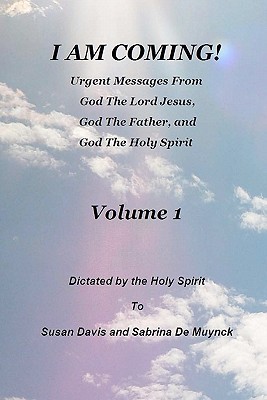 I AM COMING!
Urgent Messages From
God The Lord Jesus,
God The Father, and
God The Holy Spirit
Volume 1
Dictated by the Holy Spirit
To
Susan Davis and Sabrina De Muynck